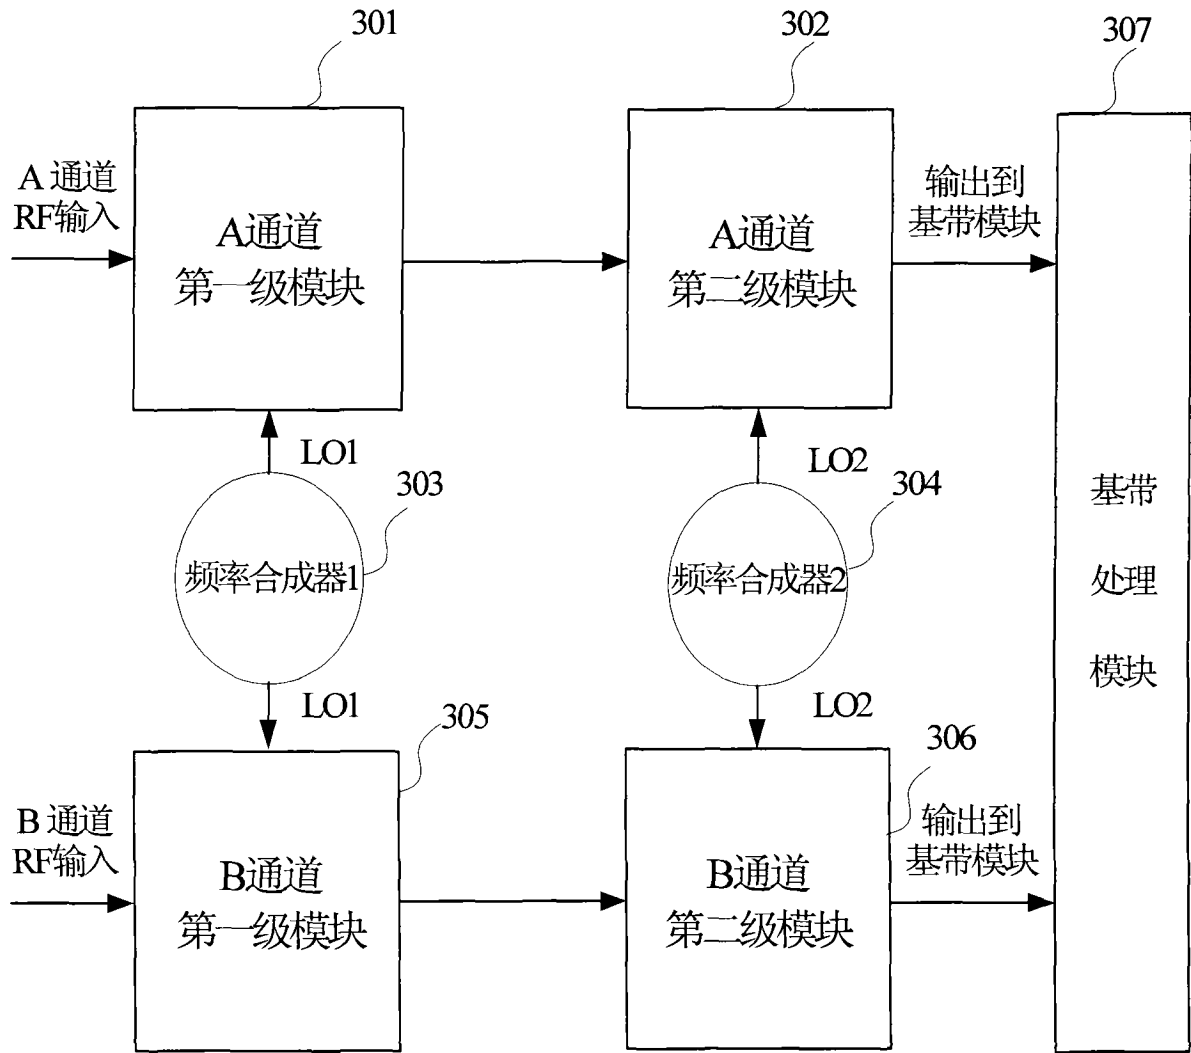 301
302
307
A 通道
RF输入
A通道
第一级模块
A通道
第二级模块
输出到
基带模块
LO1
LO2
303
304
频率合成器1
频率合成器2
基带
处理
模块
LO1
LO2
305
306
B 通道
RF输入
B通道
第一级模块
B通道
第二级模块
输出到
基带模块